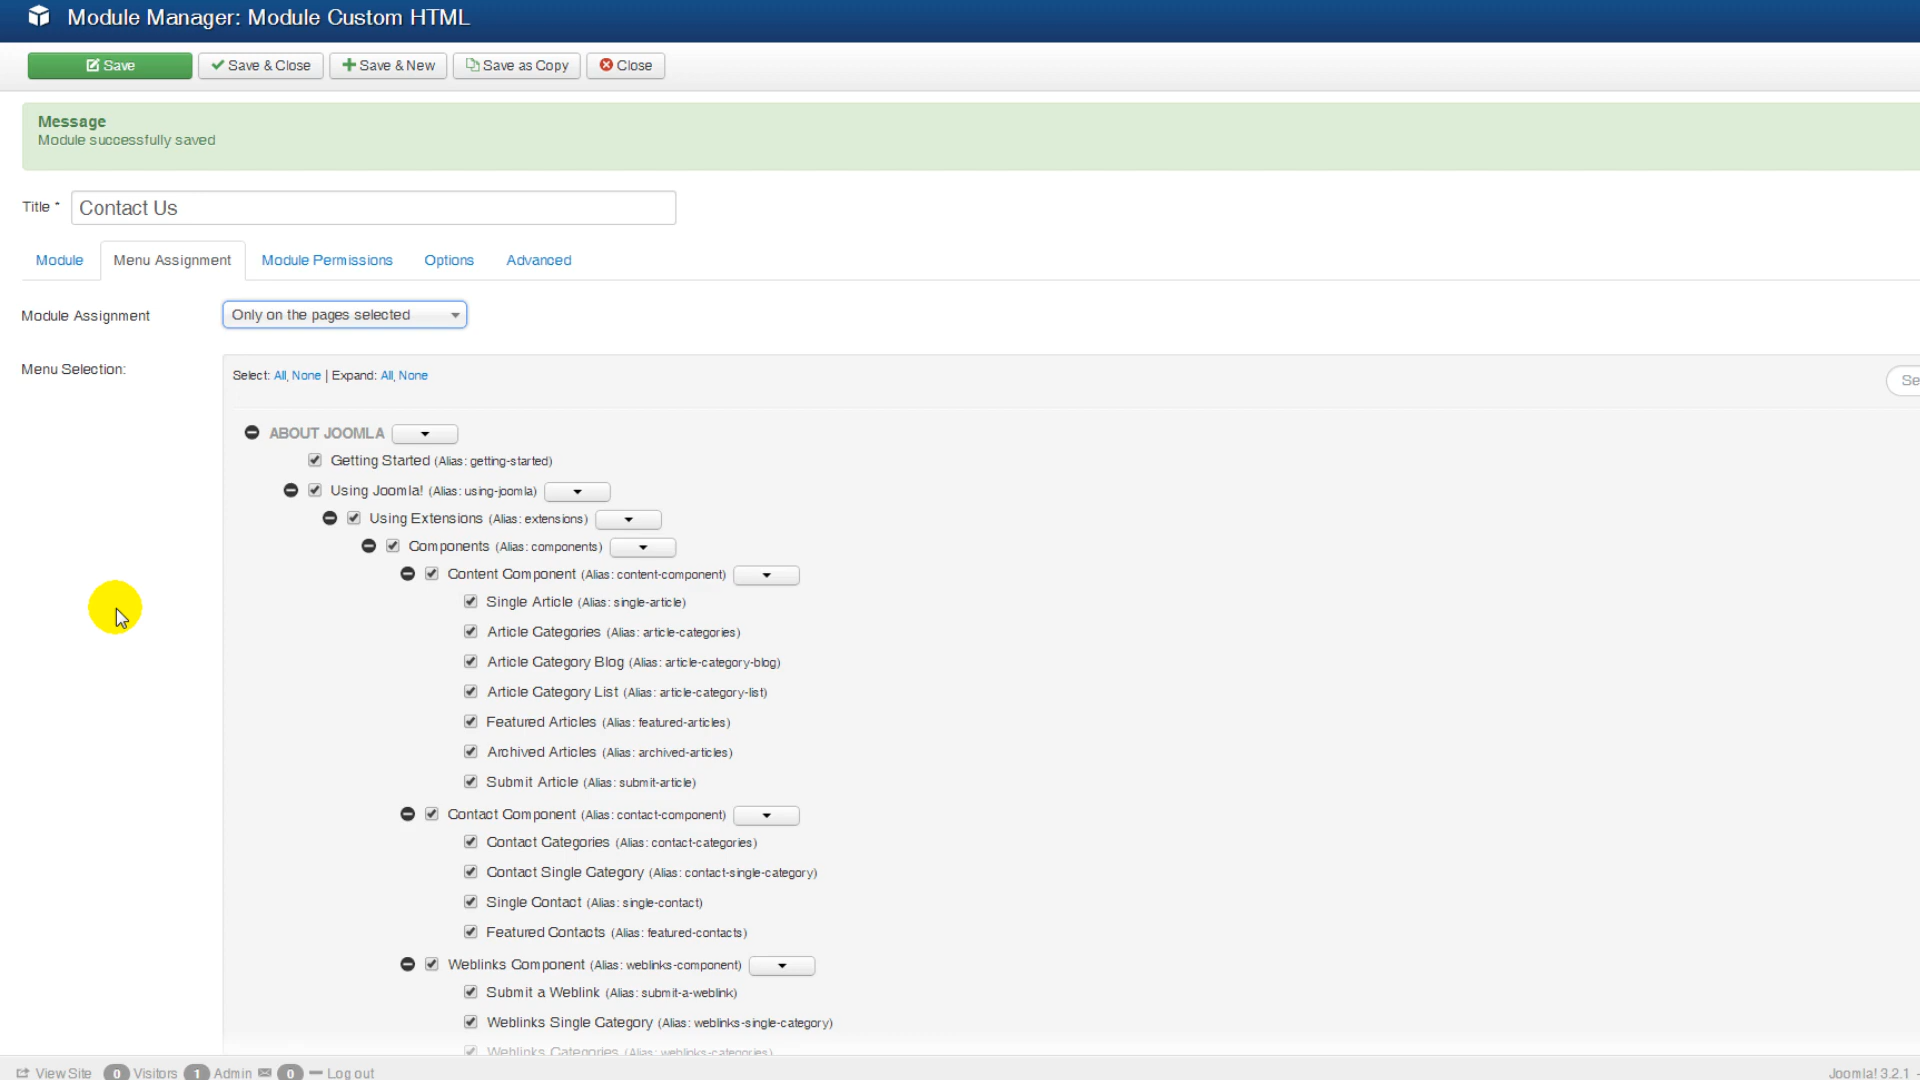 Module Manager: Module Custom HTML
Save Save & Close Save & New Save as Copy Close
Message
Module successfully saved
Title * Contact Us
Module Menu Assignment Module Permissions Options Advanced
Module Assignment Only on the pages selected
Menu Selection:
Select: All, None | Expand: All, None
Se
ABOUT JOOMLA
Getting Started (Alias: getting-started)
Using Joomla! (Alias: using-joomla)
Using Extensions (Alias: extensions)
Components (Alias: components)
Content Component (Alias: content-component)
Single Article (Alias: single-article)
Article Categories (Alias: article-categories)
Article Category Blog (Alias: article-category-blog)
Article Category List (Alias: article-category-list)
Featured Articles (Alias: featured-articles)
Archived Articles (Alias: archived-articles)
Submit Article (Alias: submit-article)
Contact Component (Alias: contact-component)
Contact Categories (Alias: contact-categories)
Contact Single Category (Alias: contact-single-category)
Single Contact (Alias: single-contact)
Featured Contacts (Alias: featured-contacts)
Weblinks Component (Alias: weblinks-component)
Submit a Weblink (Alias: submit-a-weblink)
Weblinks Single Category (Alias: weblinks-single-category)
Weblinks Categories (Alias: weblinks-categories)
View Site 0 Visitors 1 Admin 0 Log out
Joomla! 3.2.1 -